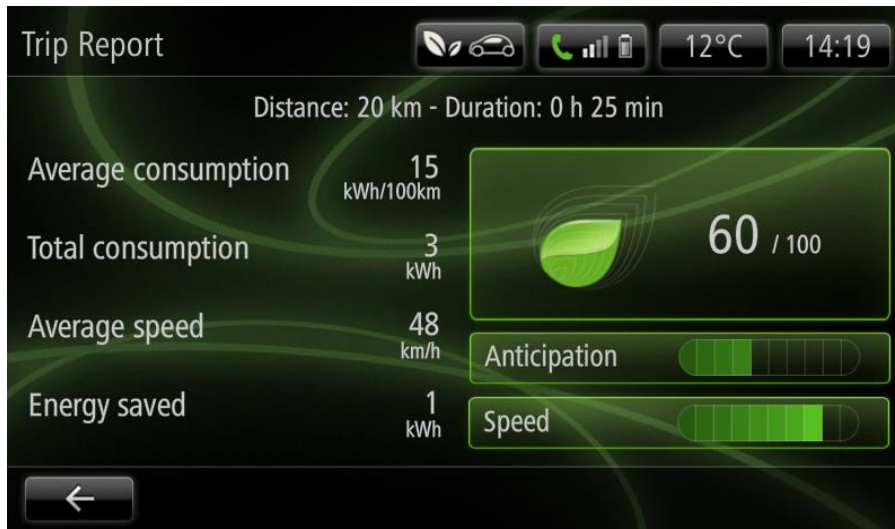 Trip Report
12°C
14:19
Distance: 20 km - Duration: 0 h 25 min
Average consumption
15
kWh/100km
Total consumption
3
kWh
Average speed
48
km/h
Energy saved
1
kWh
60 / 100
Anticipation
Speed